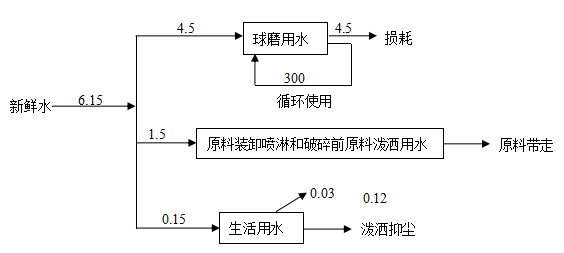 4.5
球磨用水
4.5
损耗
300
循环使用
新鲜水
6.15
1.5
原料装卸喷淋和破碎前原料泼洒用水
原料带走
0.03
0.12
0.15
生活用水
泼洒抑尘